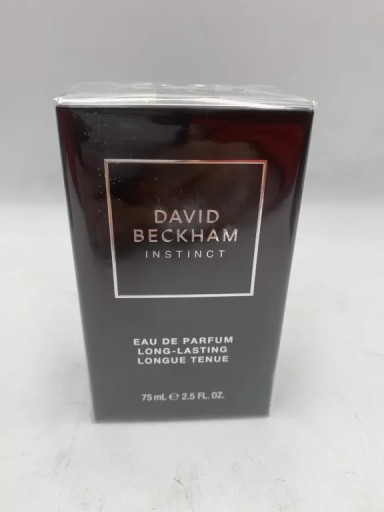 DAVID
BECKHAM
INSTINCT
EAU DE PARFUM
LONG-LASTING
LONGUE TENUE
75 mL ℮ 2.5 FL. OZ.